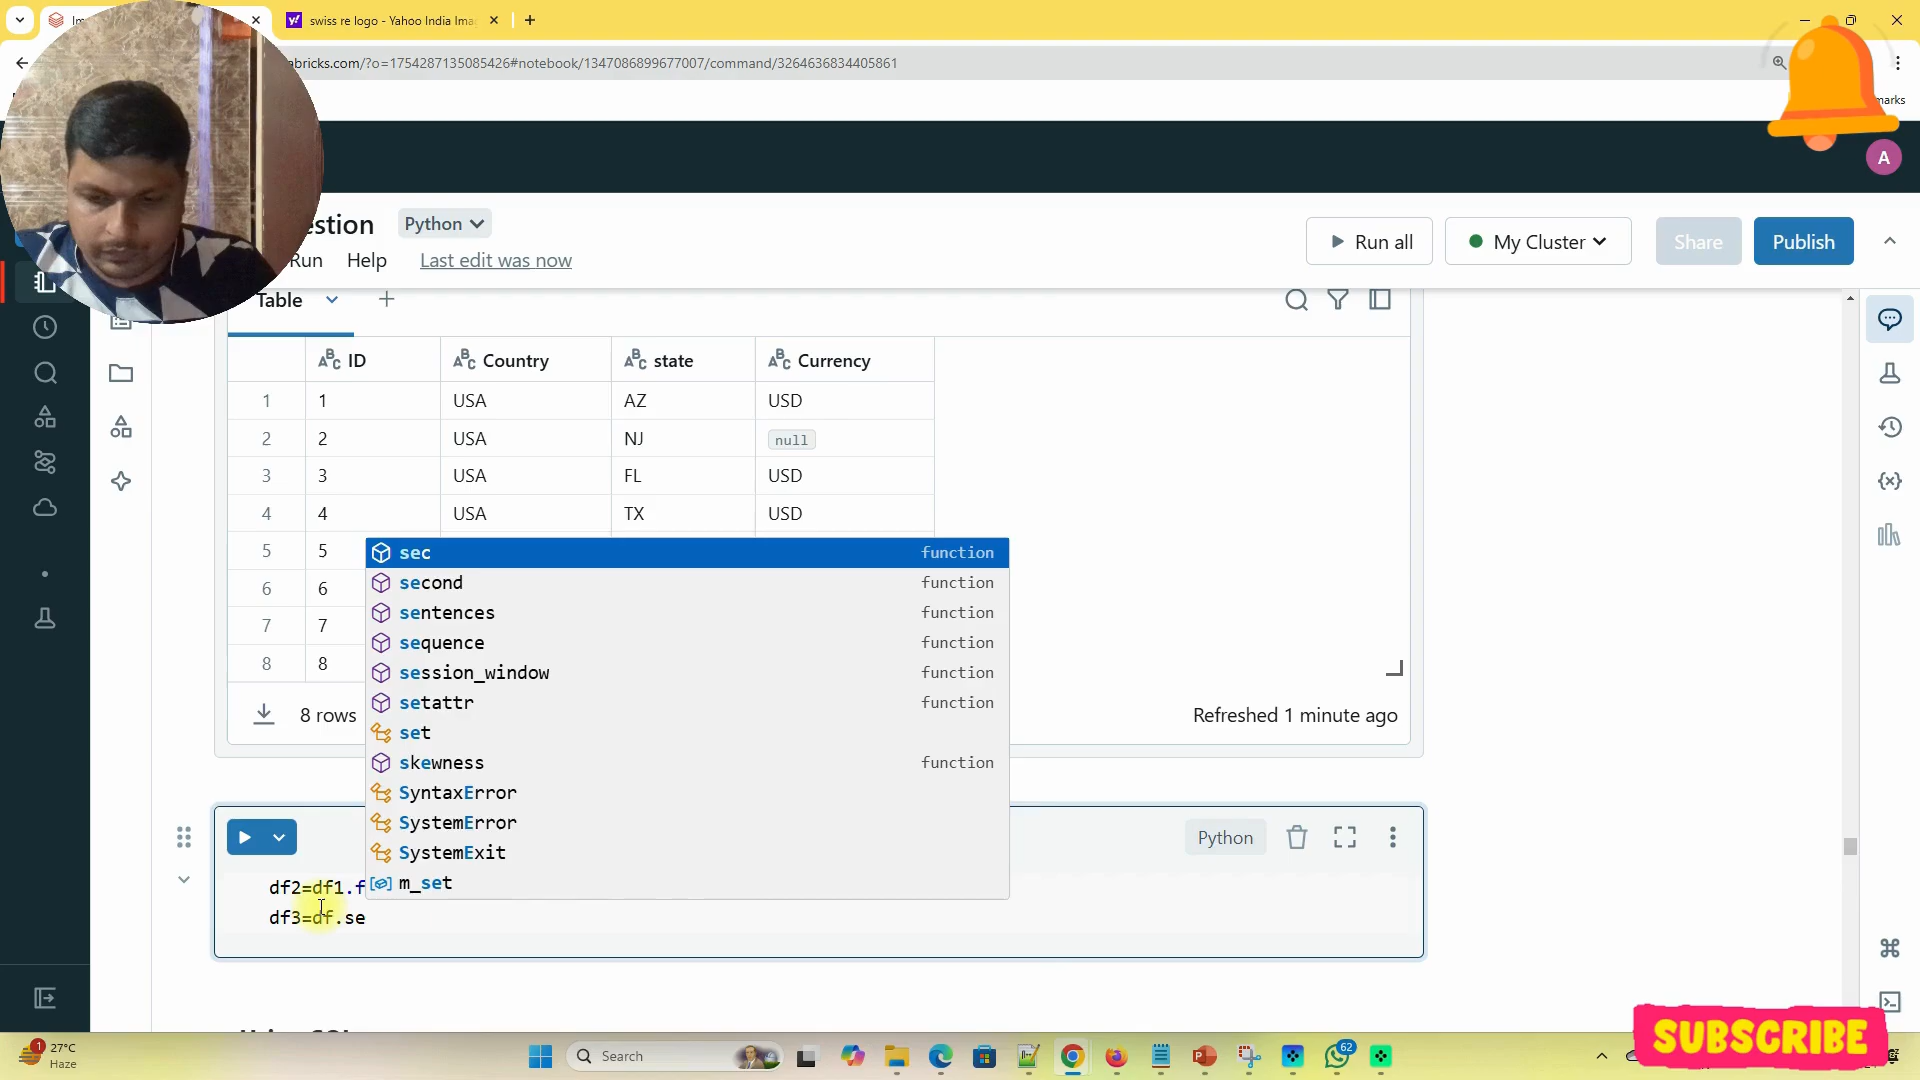 swiss re logo - Yahoo India Ima
abricks.com/?o=1754287135085426#notebook/1347086899677007/command/3264636834405861
marks
A
estion
Python
Run
Help
Last edit was now
Run all
My Cluster
Share
Publish
Table
ID Country state Currency
1 1 USA AZ USD
2 2 USA NJ null
3 3 USA FL USD
4 4 USA TX USD
5 5
6 6
7 7
8 8
8 rows
Refreshed 1 minute ago
sec function
second function
sentences function
sequence function
session_window function
setattr function
set
skewness function
SyntaxError
SystemError
SystemExit
m_set
Python
df2=df1.f
df3=df.se
SUBSCRIBE
1
27°C
Haze
Search
62